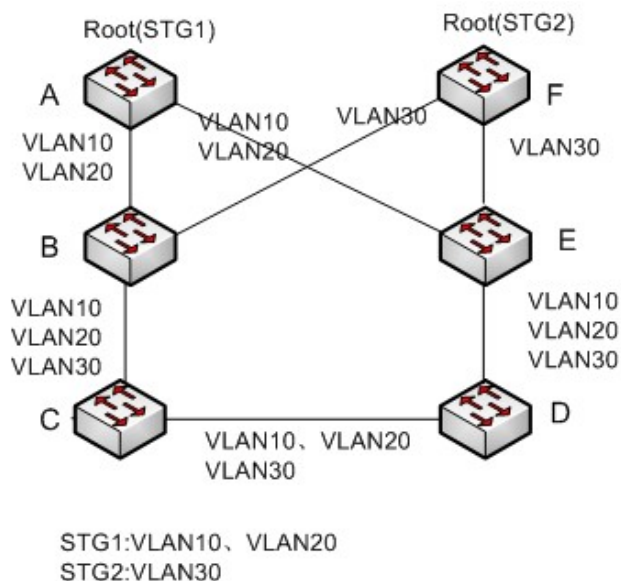 Root(STG1)
Root(STG2)
A
F
VLAN10
VLAN20
VLAN10
VLAN20
VLAN30
VLAN30
B
E
VLAN10
VLAN20
VLAN30
VLAN10
VLAN20
VLAN30
C
D
VLAN10、VLAN20
VLAN30
STG1:VLAN10、VLAN20
STG2:VLAN30